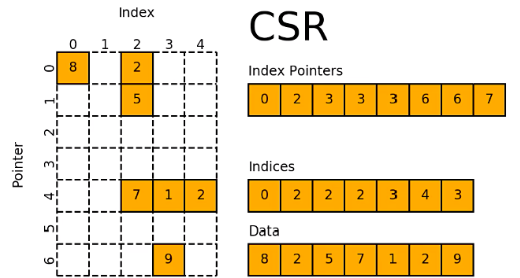 Index
CSR
0 1 2 3 4
0 8 2
Index Pointers
1 5
0 2 3 3 3 6 6 7
2
Pointer
3
Indices
4 7 1 2
0 2 2 2 3 4 3
5
Data
6 9
8 2 5 7 1 2 9